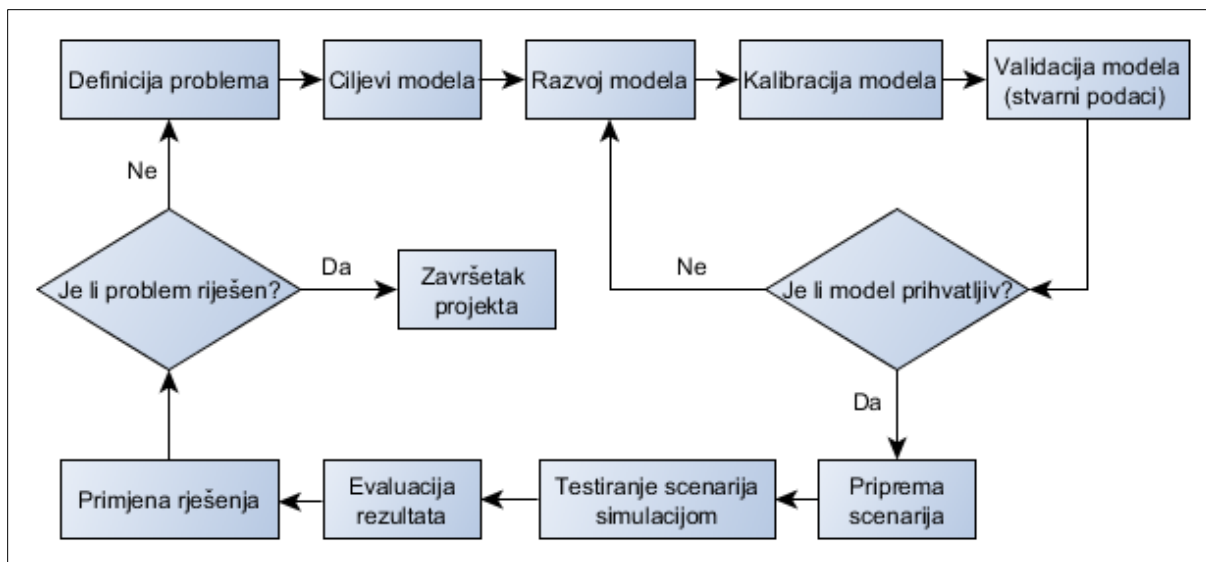 Definicija problema
Ciljevi modela
Razvoj modela
Kalibracija modela
Validacija modela
(stvarni podaci)
Ne
Je li problem riješen?
Da
Završetak
projekta
Ne
Je li model prihvatljiv?
Da
Primjena rješenja
Evaluacija
rezultata
Testiranje scenarija
simulacijom
Priprema
scenarija